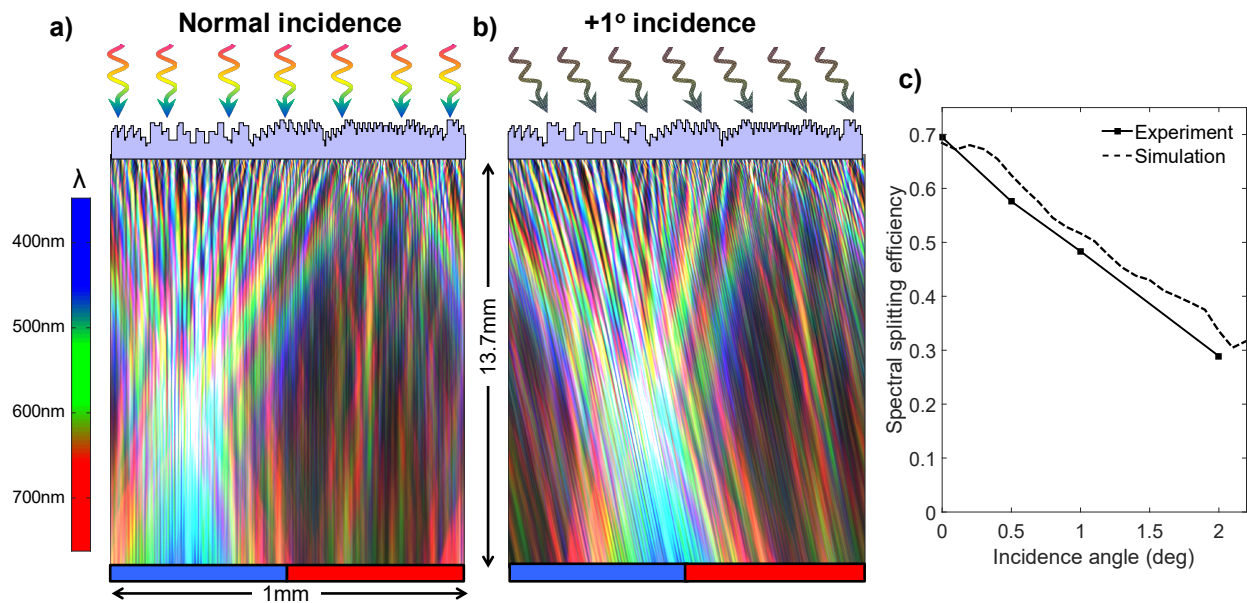 a)
Normal incidence
b)
+1° incidence
c)
λ
400nm
500nm
600nm
700nm
13.7mm
1mm
Spectral splitting efficiency
0.7
0.6
0.5
0.4
0.3
0.2
0.1
0
Experiment
Simulation
0
0.5
1
1.5
2
Incidence angle (deg)